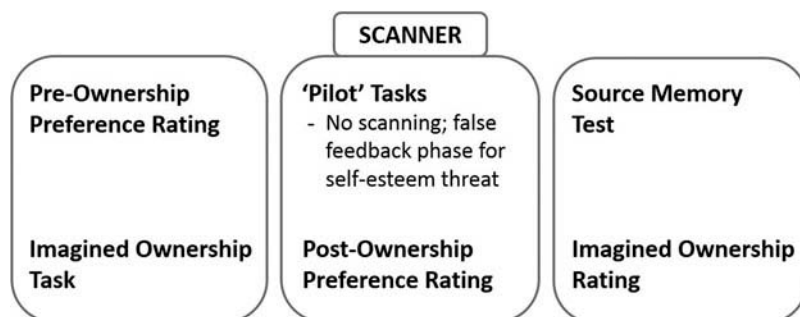 SCANNER
Pre-Ownership
Preference Rating
Imagined Ownership
Task
‘Pilot’ Tasks
- No scanning; false
feedback phase for
self-esteem threat
Post-Ownership
Preference Rating
Source Memory
Test
Imagined Ownership
Rating